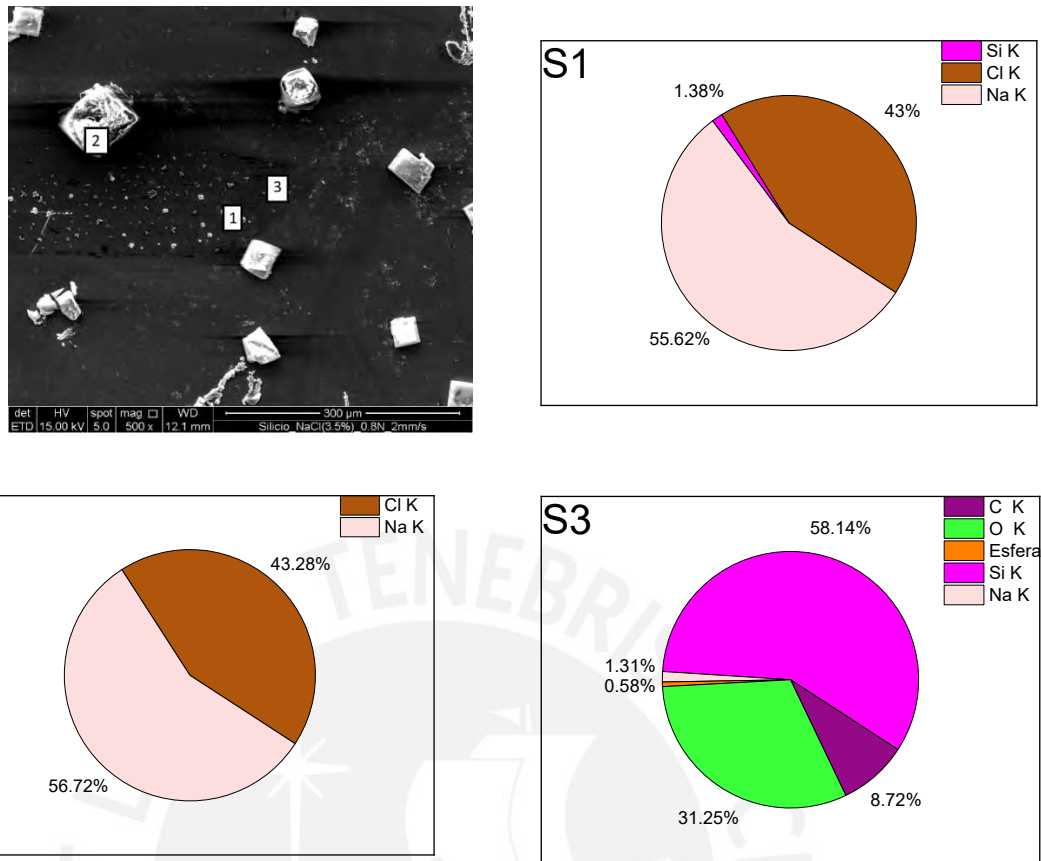 2
3
1
det HV spot mag □ WD 300 µm
ETD 15.00 kV 5.0 500 x 12.1 mm Silicio_NaCl(3.5%)_0.8N_2mm/s
S1
Si K
Cl K
Na K
1.38%
43%
55.62%
Cl K
Na K
43.28%
56.72%
S3
C K
O K
Esfera
Si K
Na K
58.14%
1.31%
0.58%
31.25%
8.72%
TENEBRIS